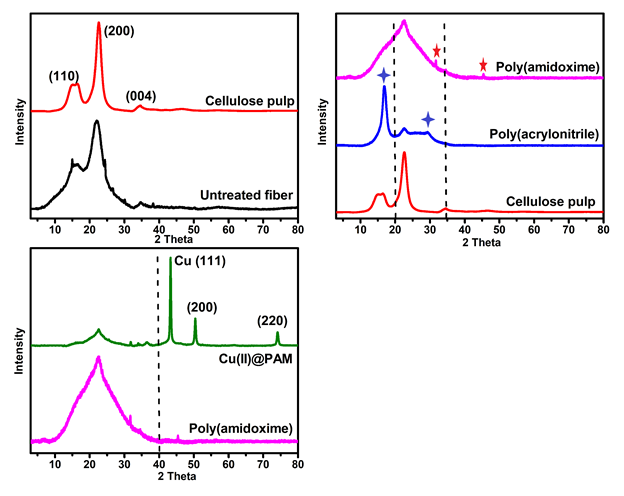 (200)
(110)
(004)
Cellulose pulp
Untreated fiber
Intensity
10 20 30 40 50 60 70 80
2 Theta
Poly(amidoxime)
Poly(acrylonitrile)
Cellulose pulp
Intensity
10 20 30 40 50 60 70 80
2 Theta
Cu (111)
(200)
(220)
Cu(II)@PAM
Poly(amidoxime)
Intensity
10 20 30 40 50 60 70 80
2 Theta